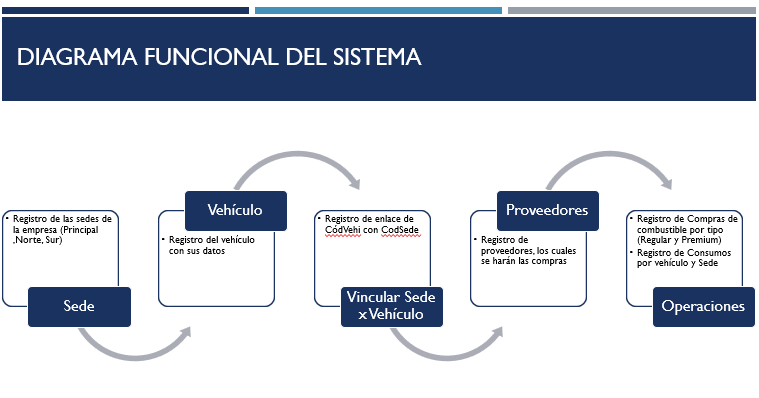 DIAGRAMA FUNCIONAL DEL SISTEMA
• Registro de las sedes de
la empresa (Principal
,Norte, Sur)
Sede
Vehículo
• Registro del vehículo
con sus datos
• Registro de enlace de
CódVehi con CodSede
Vincular Sede
x Vehículo
Proveedores
• Registro de
proveedores, los cuales
se harán las compras
• Registro de Compras de
combustible por tipo
(Regular y Premium)
• Registro de Consumos
por vehículo y Sede
Operaciones